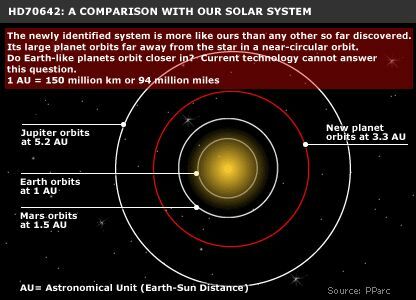 HD70642: A COMPARISON WITH OUR SOLAR SYSTEM
The newly identified system is more like ours than any other so far discovered.
Its large planet orbits far away from the star in a near-circular orbit.
Do Earth-like planets orbit closer in? Current technology cannot answer
this question.
1 AU = 150 million km or 94 million miles
Jupiter orbits
at 5.2 AU
New planet
orbits at 3.3 AU
Earth orbits
at 1 AU
Mars orbits
at 1.5 AU
AU= Astronomical Unit (Earth-Sun Distance)
Source: PParc